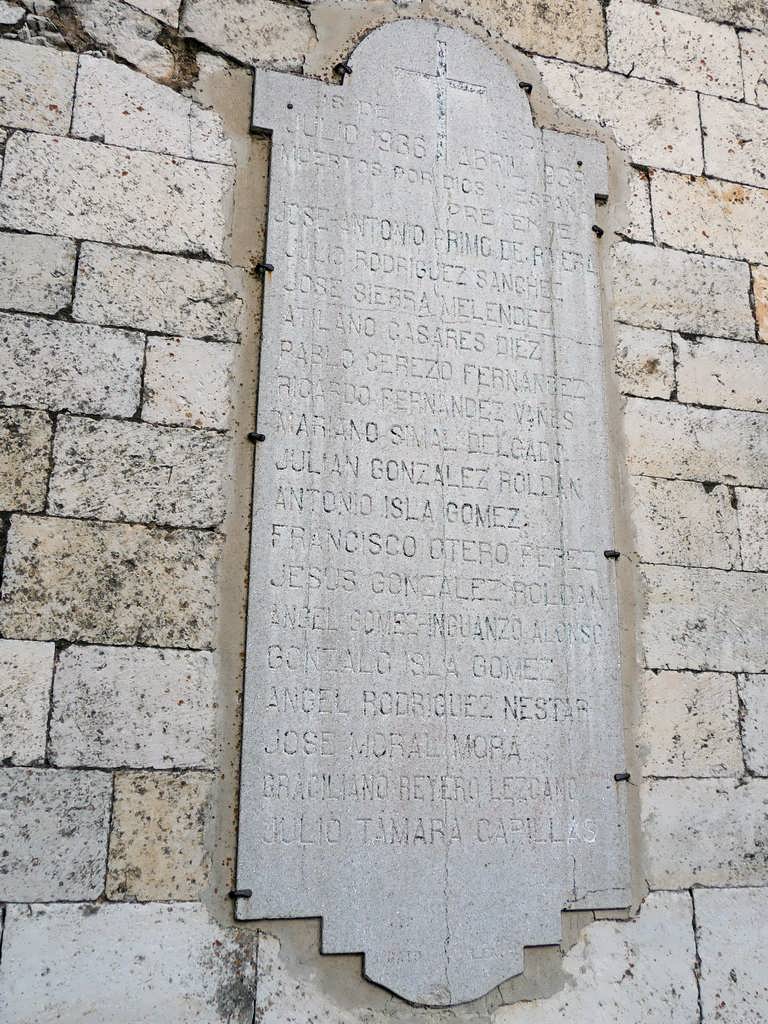 18 DE
JULIO 1936 ABRIL 1939
MUERTOS POR DIOS Y ESPAÑA
PRESENTE
JOSE ANTONIO PRIMO DE RIVERA
JULIO RODRIGUEZ SANCHEZ
JOSE SIERRA MELENDEZ
ATILANO CASARES DIEZ
PABLO CEREZO FERNANDEZ
RICARDO FERNANDEZ
MARIANO SIMAL DELGADO
JULIAN GONZALEZ ROLDAN
ANTONIO ISLA GOMEZ
FRANCISCO OTERO PEREZ
JESUS GONZALEZ ROLDAN
ANGEL GOMEZ-INGUANZO ALONSO
GONZALO ISLA GOMEZ
ANGEL RODRIGUEZ NESTAR
JOSE MORAL MORA
GRACILIANO REYERO LEZCANO
JULIO TAMARA CAPILLAS